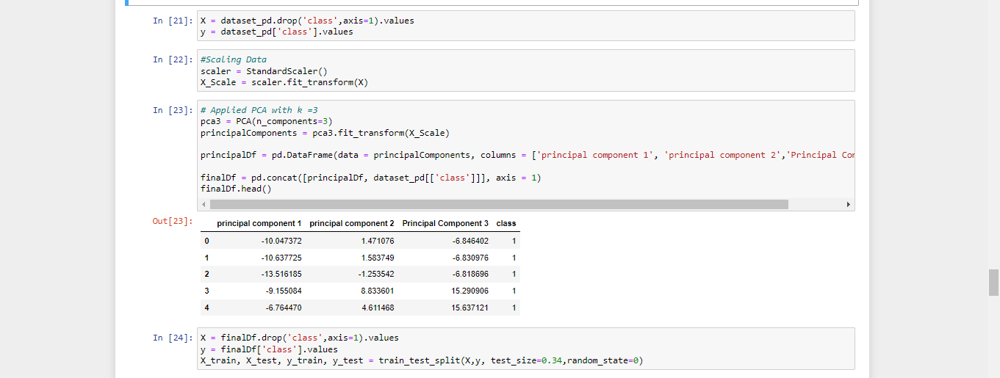 In [21]: X = dataset_pd.drop('class',axis=1).values
y = dataset_pd['class'].values
In [22]: #Scaling Data
scaler = StandardScaler()
X_Scale = scaler.fit_transform(X)
In [23]: # Applied PCA with k =3
pca3 = PCA(n_components=3)
principalComponents = pca3.fit_transform(X_Scale)
principalDf = pd.DataFrame(data = principalComponents, columns = ['principal component 1', 'principal component 2','Principal
finalDf = pd.concat([principalDf, dataset_pd[['class']]], axis = 1)
finalDf.head()
Out[23]:
principal component 1 principal component 2 Principal Component 3 class
0 -10.047372 1.471076 -6.846402 1
1 -10.637725 1.583749 -6.830976 1
2 -13.516185 -1.253542 -6.818696 1
3 -9.155084 8.833601 15.290906 1
4 -6.764470 4.611468 15.637121 1
In [24]: X = finalDf.drop('class',axis=1).values
y = finalDf['class'].values
X_train, X_test, y_train, y_test = train_test_split(X,y, test_size=0.34,random_state=0)